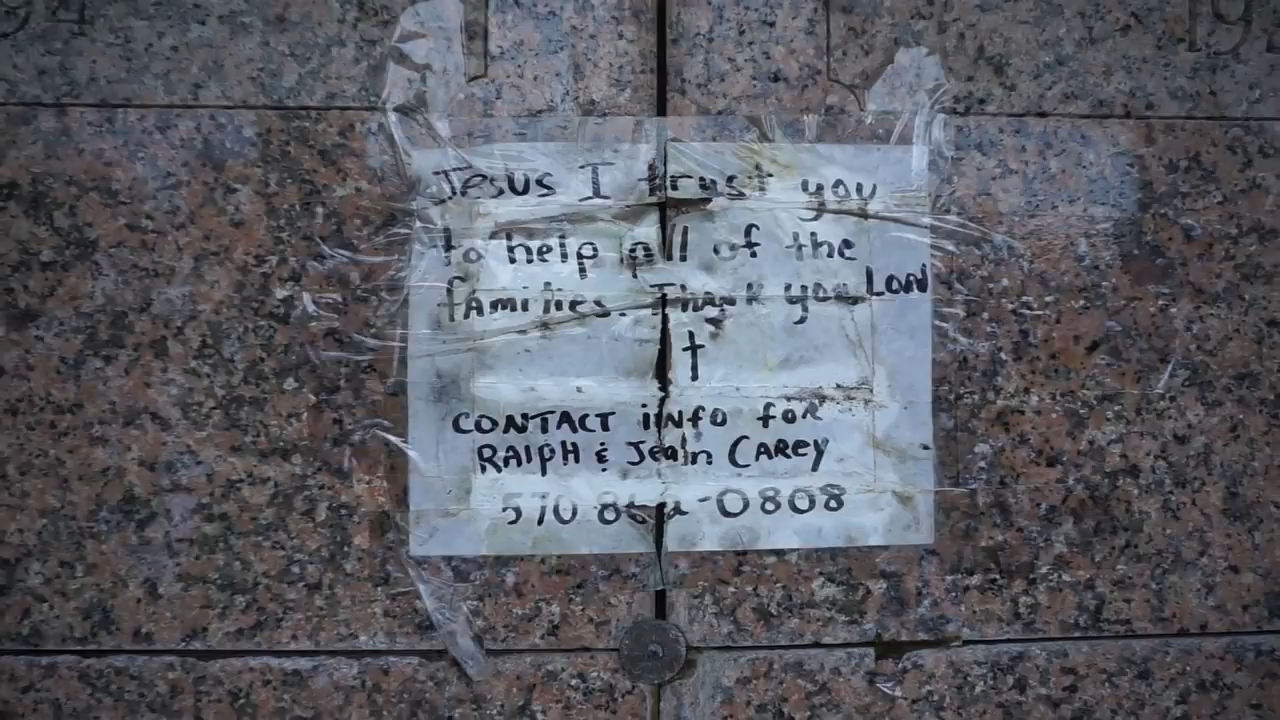 Jesus I trust you
to help all of the
families. Thank you Lord
†
CONTACT info for
RAlpH & Jean CAREy
-0808